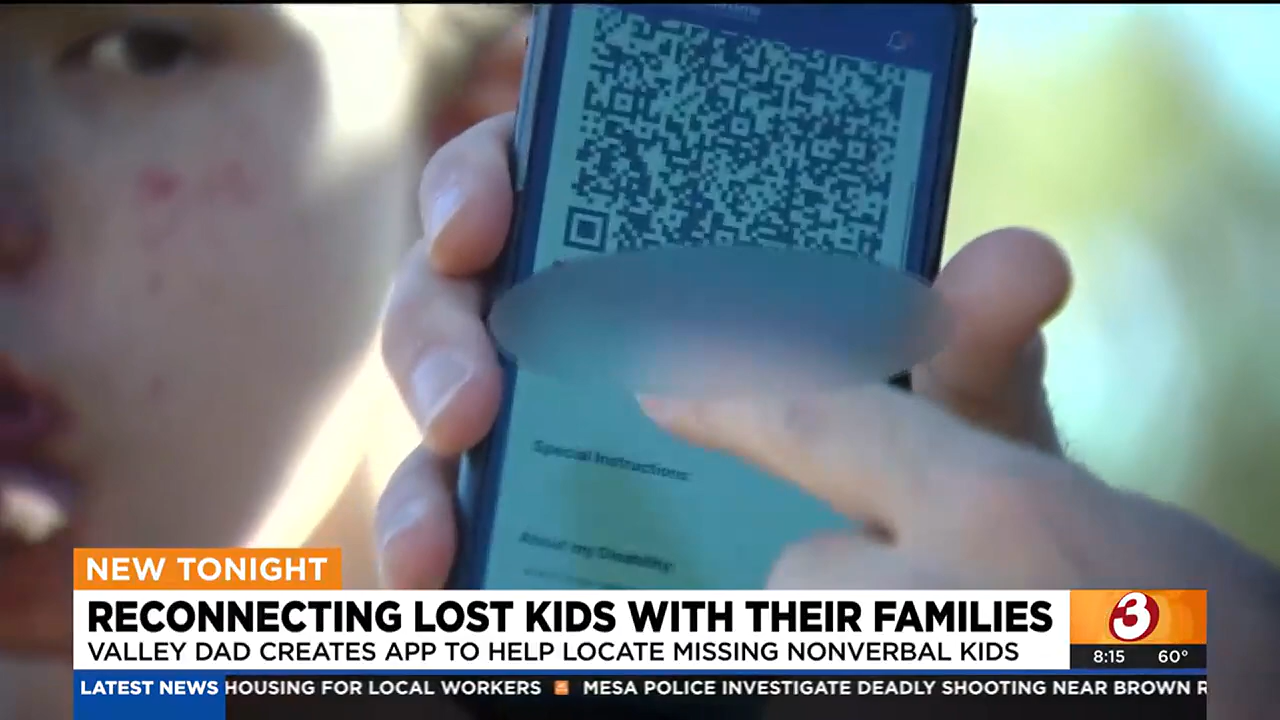 Special Instructions:
About my Disability:
NEW TONIGHT
RECONNECTING LOST KIDS WITH THEIR FAMILIES
VALLEY DAD CREATES APP TO HELP LOCATE MISSING NONVERBAL KIDS
3
8:15 60°
LATEST NEWS HOUSING FOR LOCAL WORKERS MESA POLICE INVESTIGATE DEADLY SHOOTING NEAR BROWN R